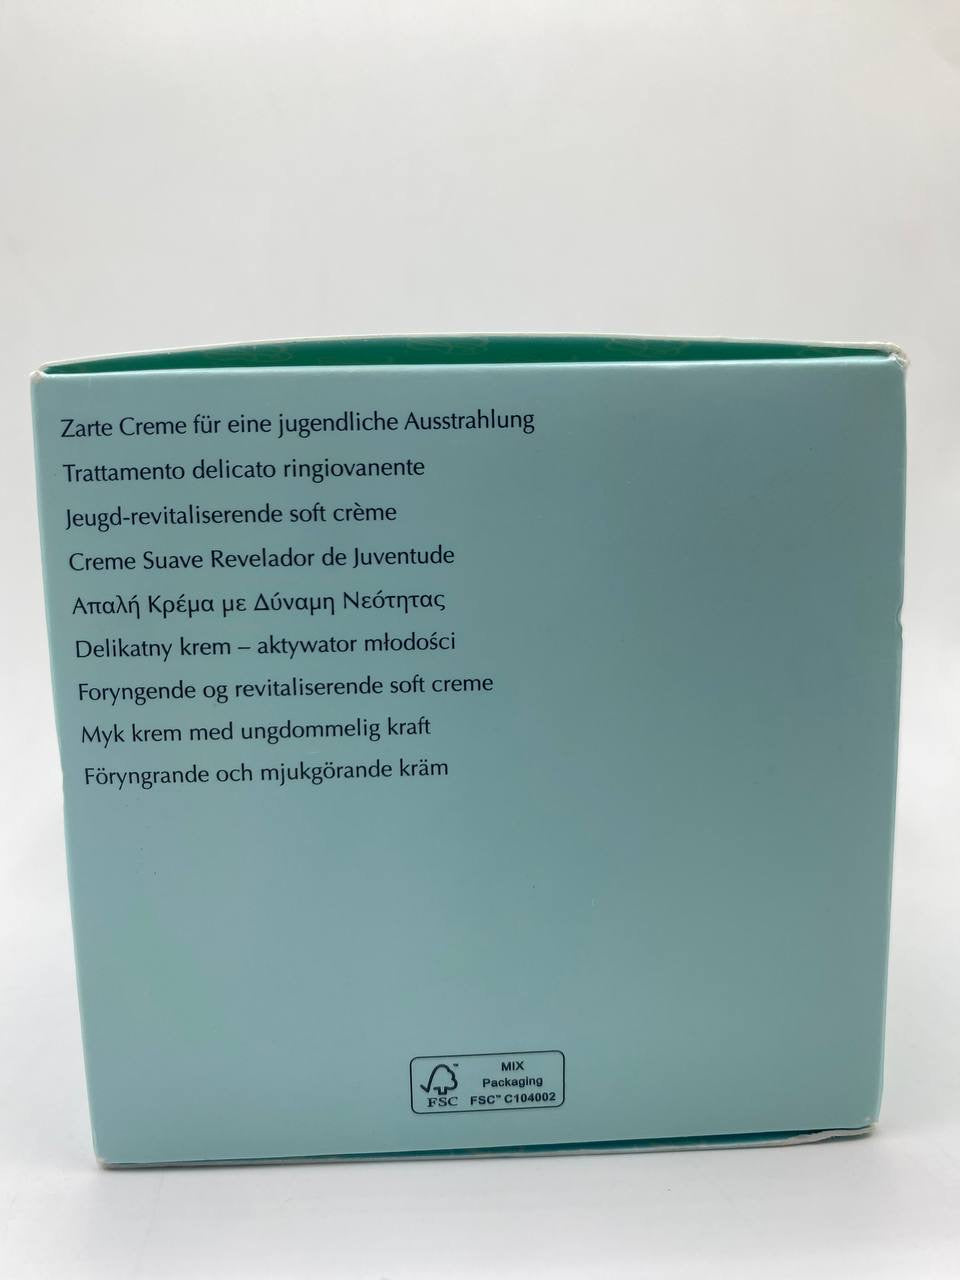 Zarte Creme für eine jugendliche Ausstrahlung
Trattamento delicato ringiovanente
Jeugd-revitaliserende soft crème
Creme Suave Revelador de Juventude
Απαλή Κρέμα με Δύναμη Νεότητας
Delikatny krem – aktywator młodości
Foryngende og revitaliserende soft creme
Myk krem med ungdommelig kraft
Föryngrande och mjukgörande kräm
MIX
Packaging
FSC™ C104002
FSC